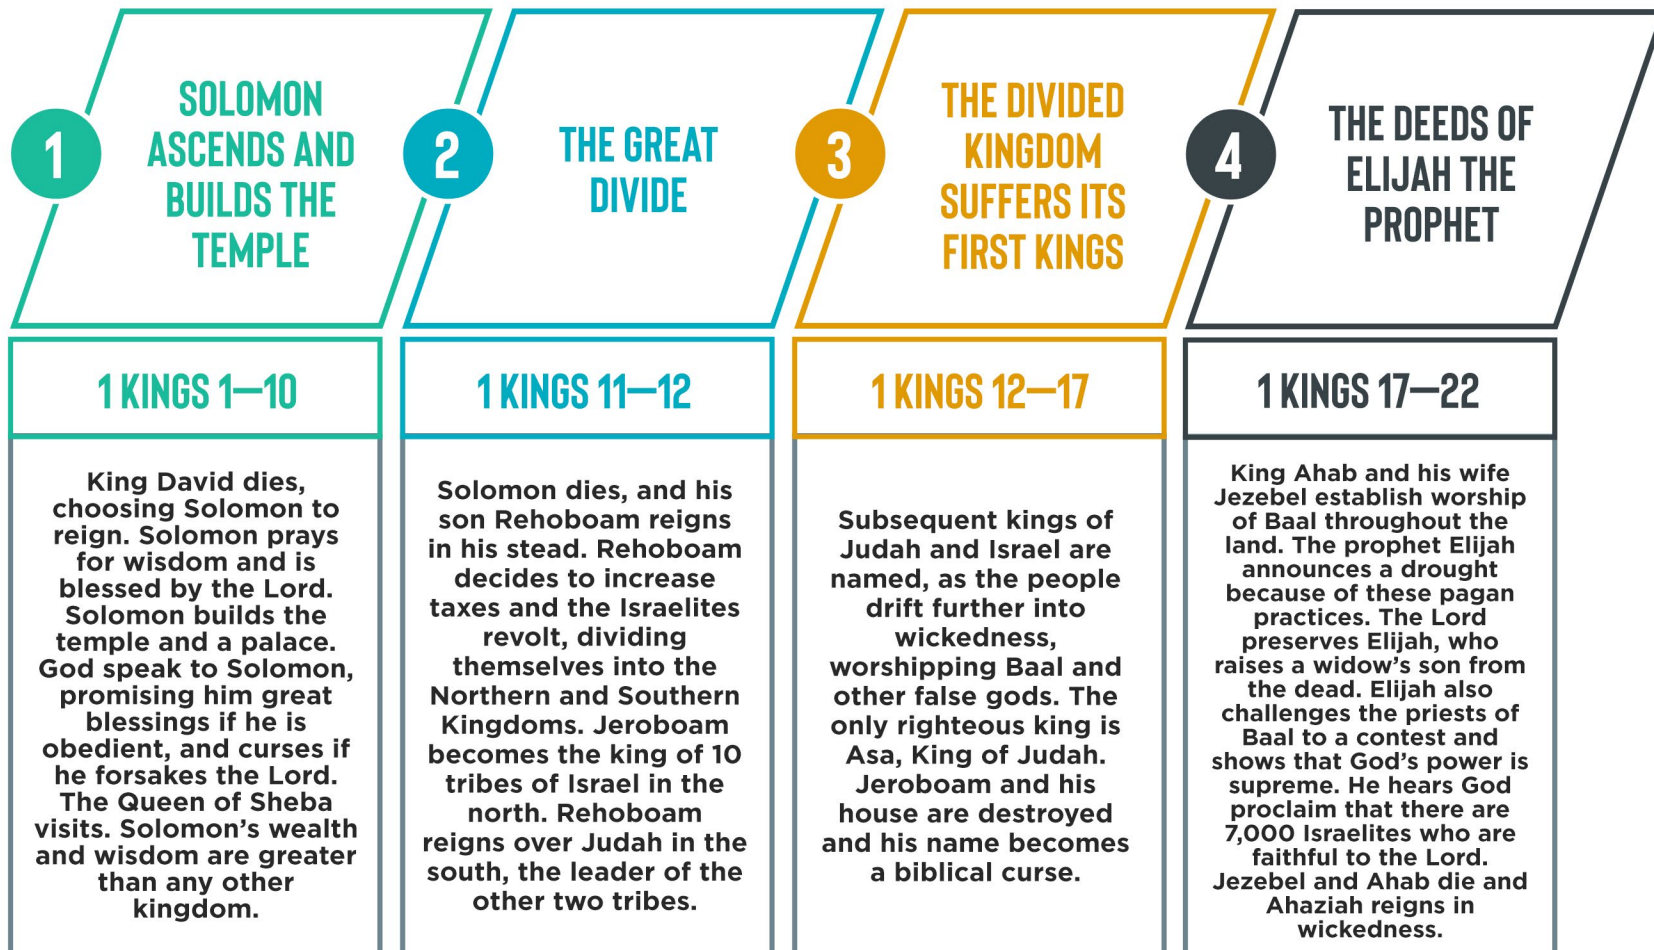 1
SOLOMON
ASCENDS AND
BUILDS THE
TEMPLE
1 KINGS 1—10
King David dies,
choosing Solomon to
reign. Solomon prays
for wisdom and is
blessed by the Lord.
Solomon builds the
temple and a palace.
God speak to Solomon,
promising him great
blessings if he is
obedient, and curses if
he forsakes the Lord.
The Queen of Sheba
visits. Solomon’s wealth
and wisdom are greater
than any other
kingdom.
2
THE GREAT
DIVIDE
1 KINGS 11—12
Solomon dies, and his
son Rehoboam reigns
in his stead. Rehoboam
decides to increase
taxes and the Israelites
revolt, dividing
themselves into the
Northern and Southern
Kingdoms. Jeroboam
becomes the king of 10
tribes of Israel in the
north. Rehoboam
reigns over Judah in the
south, the leader of the
other two tribes.
3
THE DIVIDED
KINGDOM
SUFFERS ITS
FIRST KINGS
1 KINGS 12—17
Subsequent kings of
Judah and Israel are
named, as the people
drift further into
wickedness,
worshipping Baal and
other false gods. The
only righteous king is
Asa, King of Judah.
Jeroboam and his
house are destroyed
and his name becomes
a biblical curse.
4
THE DEEDS OF
ELIJAH THE
PROPHET
1 KINGS 17—22
King Ahab and his wife
Jezebel establish worship
of Baal throughout the
land. The prophet Elijah
announces a drought
because of these pagan
practices. The Lord
preserves Elijah, who
raises a widow’s son from
the dead. Elijah also
challenges the priests of
Baal to a contest and
shows that God’s power is
supreme. He hears God
proclaim that there are
7,000 Israelites who are
faithful to the Lord.
Jezebel and Ahab die and
Ahaziah reigns in
wickedness.